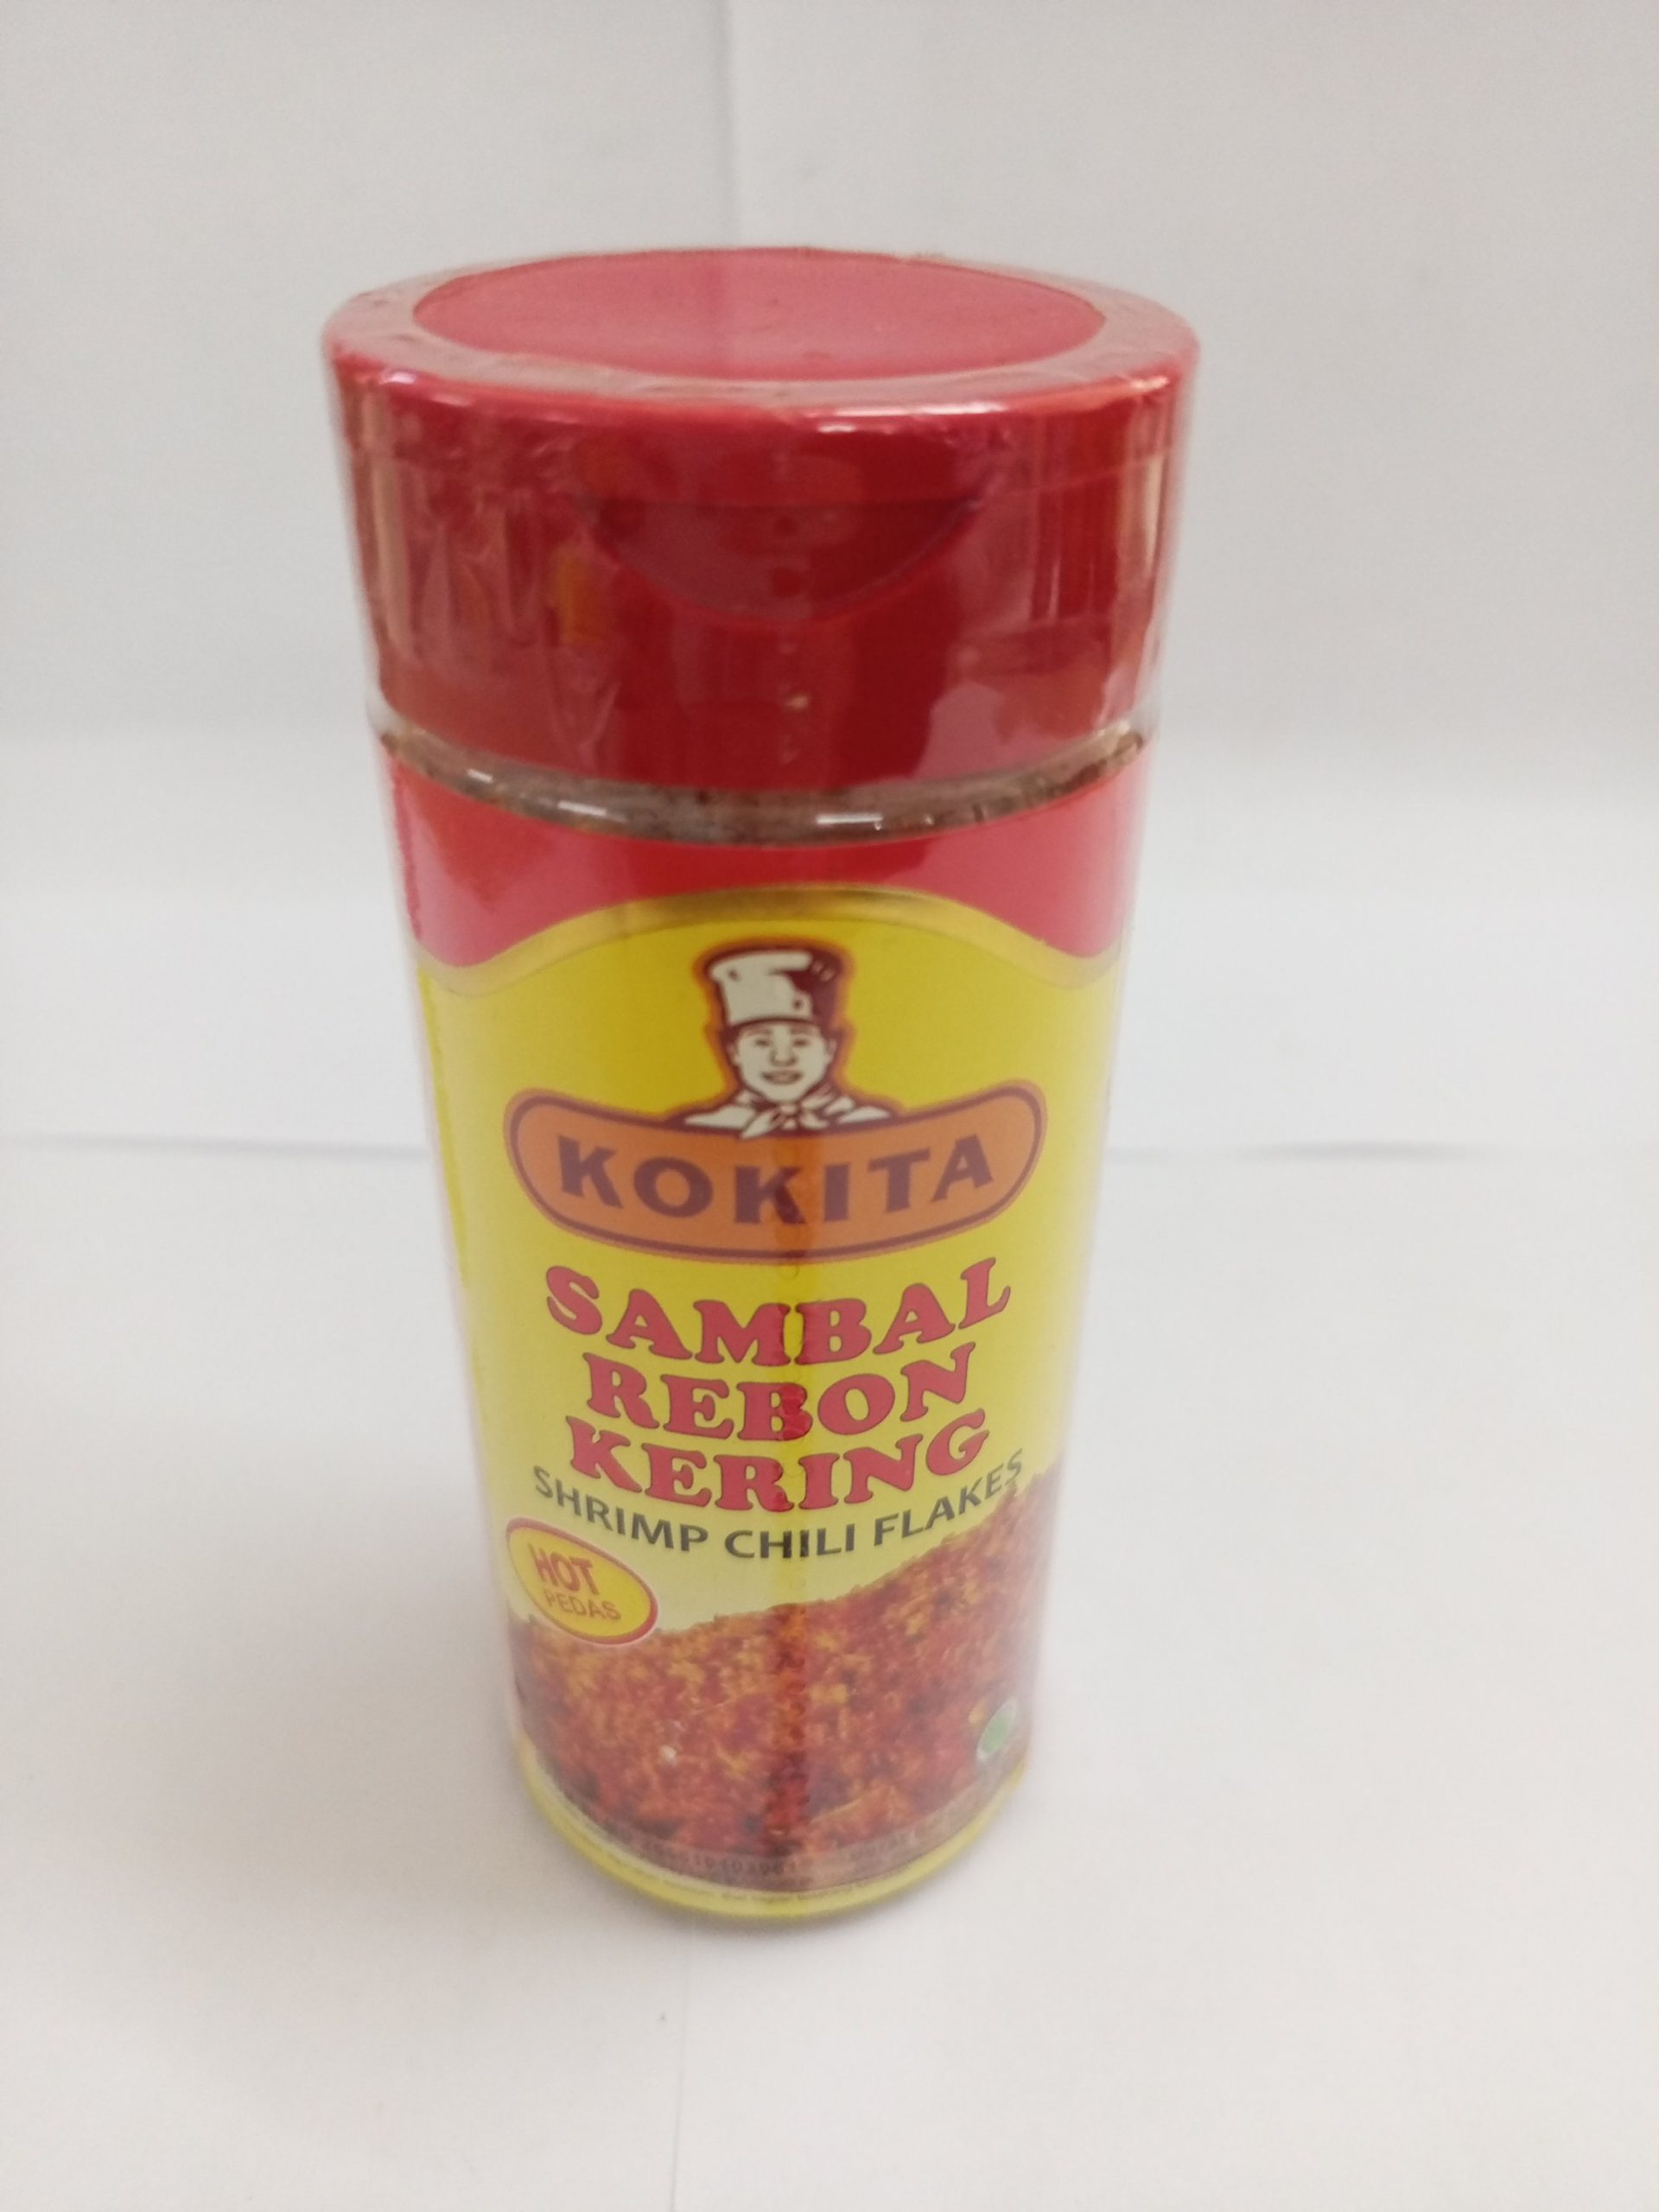 KOKITA
SAMBAL
REBON
KERING
SHRIMP CHILI FLAKES
HOT
PEDAS